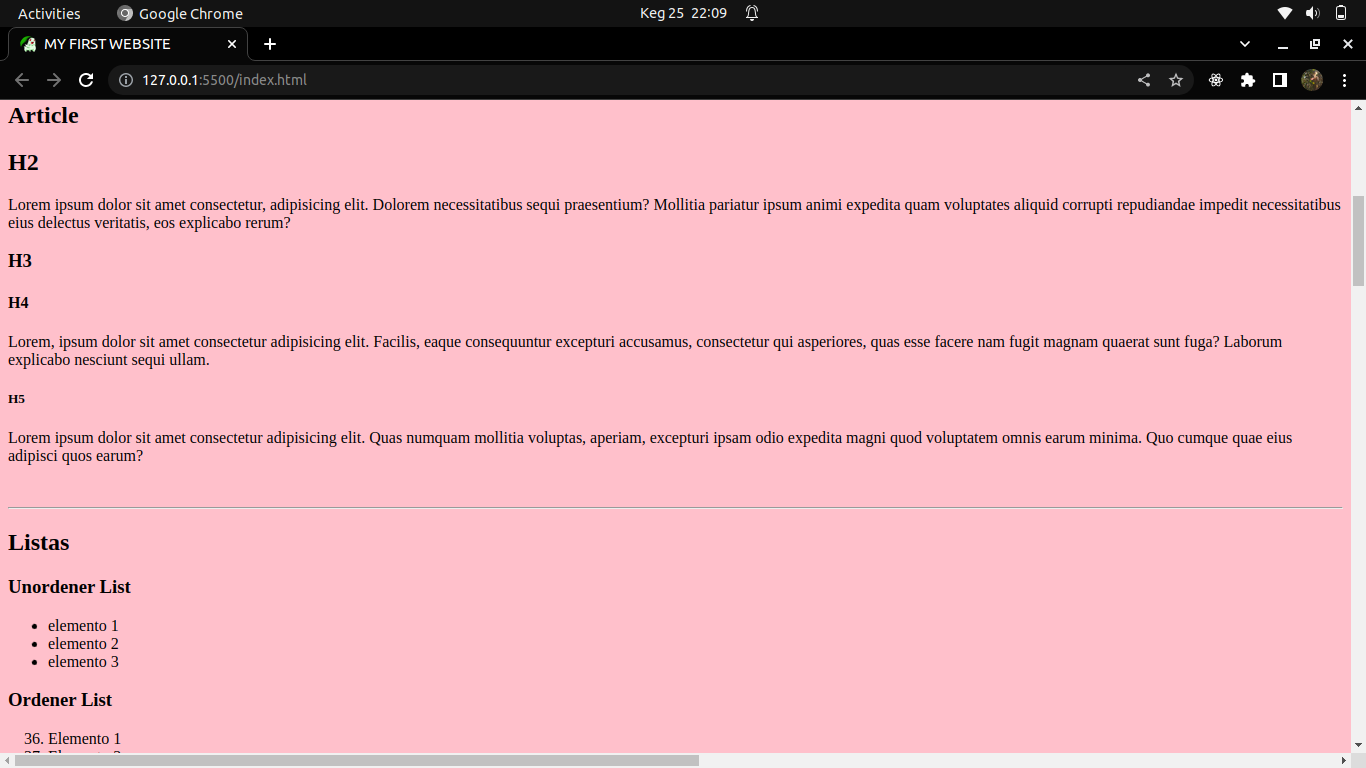 Activities Google Chrome Keg 25 22:09
MY FIRST WEBSITE
127.0.0.1:5500/index.html
Article
H2
Lorem ipsum dolor sit amet consectetur, adipisicing elit. Dolorem necessitatibus sequi praesentium? Mollitia pariatur ipsum animi expedita quam voluptates aliquid corrupti repudiandae impedit necessitatibus
eius delectus veritatis, eos explicabo rerum?
H3
H4
Lorem, ipsum dolor sit amet consectetur adipisicing elit. Facilis, eaque consequuntur excepturi accusamus, consectetur qui asperiores, quas esse facere nam fugit magnam quaerat sunt fuga? Laborum
explicabo nesciunt sequi ullam.
H5
Lorem ipsum dolor sit amet consectetur adipisicing elit. Quas numquam mollitia voluptas, aperiam, excepturi ipsam odio expedita magni quod voluptatem omnis earum minima. Quo cumque quae eius
adipisci quos earum?
Listas
Unordener List
• elemento 1
• elemento 2
• elemento 3
Ordener List
36. Elemento 1